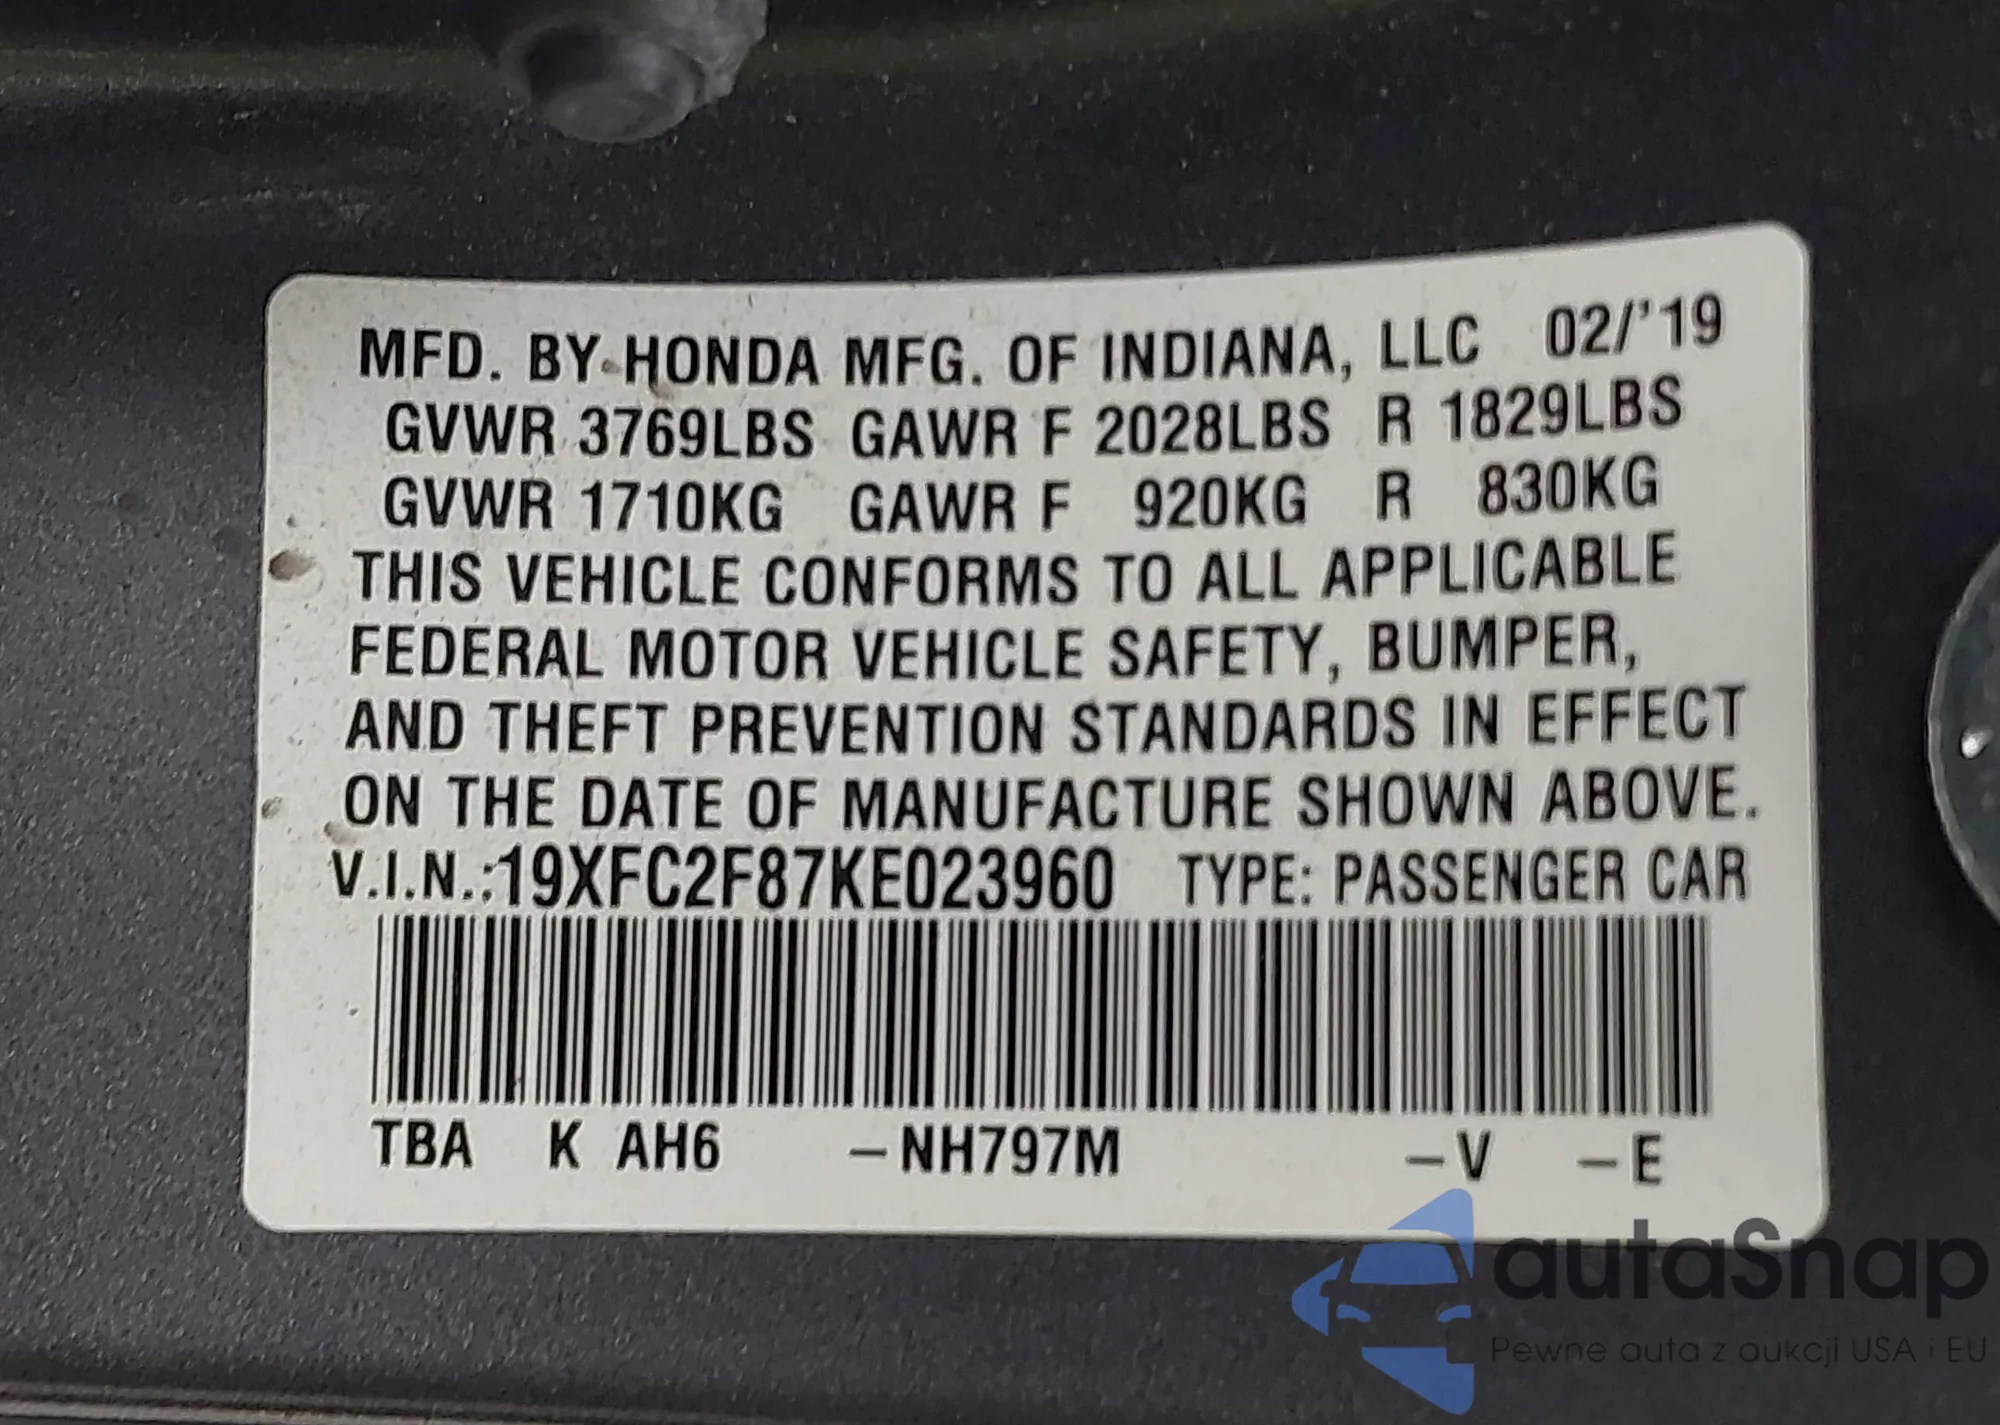 MFD. BY HONDA MFG. OF INDIANA, LLC 02/'19
GVWR 3769LBS GAWR F 2028LBS R 1829LBS
GVWR 1710KG GAWR F 920KG R 830KG
THIS VEHICLE CONFORMS TO ALL APPLICABLE
FEDERAL MOTOR VEHICLE SAFETY, BUMPER,
AND THEFT PREVENTION STANDARDS IN EFFECT
ON THE DATE OF MANUFACTURE SHOWN ABOVE.
V.I.N.:19XFC2F87KE023960 TYPE: PASSENGER CAR
TBA K AH6 –NH797M –V –E
autaSnap
Pewne auta z aukcji USA i EU